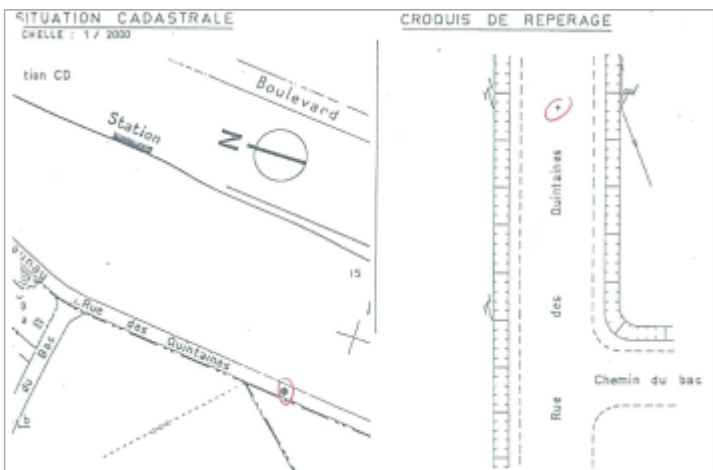 SITUATION CADASTRALE
CHELLE : 1 / 2000
tion CD
Boulevard
Station
N
15
Rue des Quintaines
du Bac
CROQUIS DE REPERAGE
Rue des Quintaines
Chemin du bac